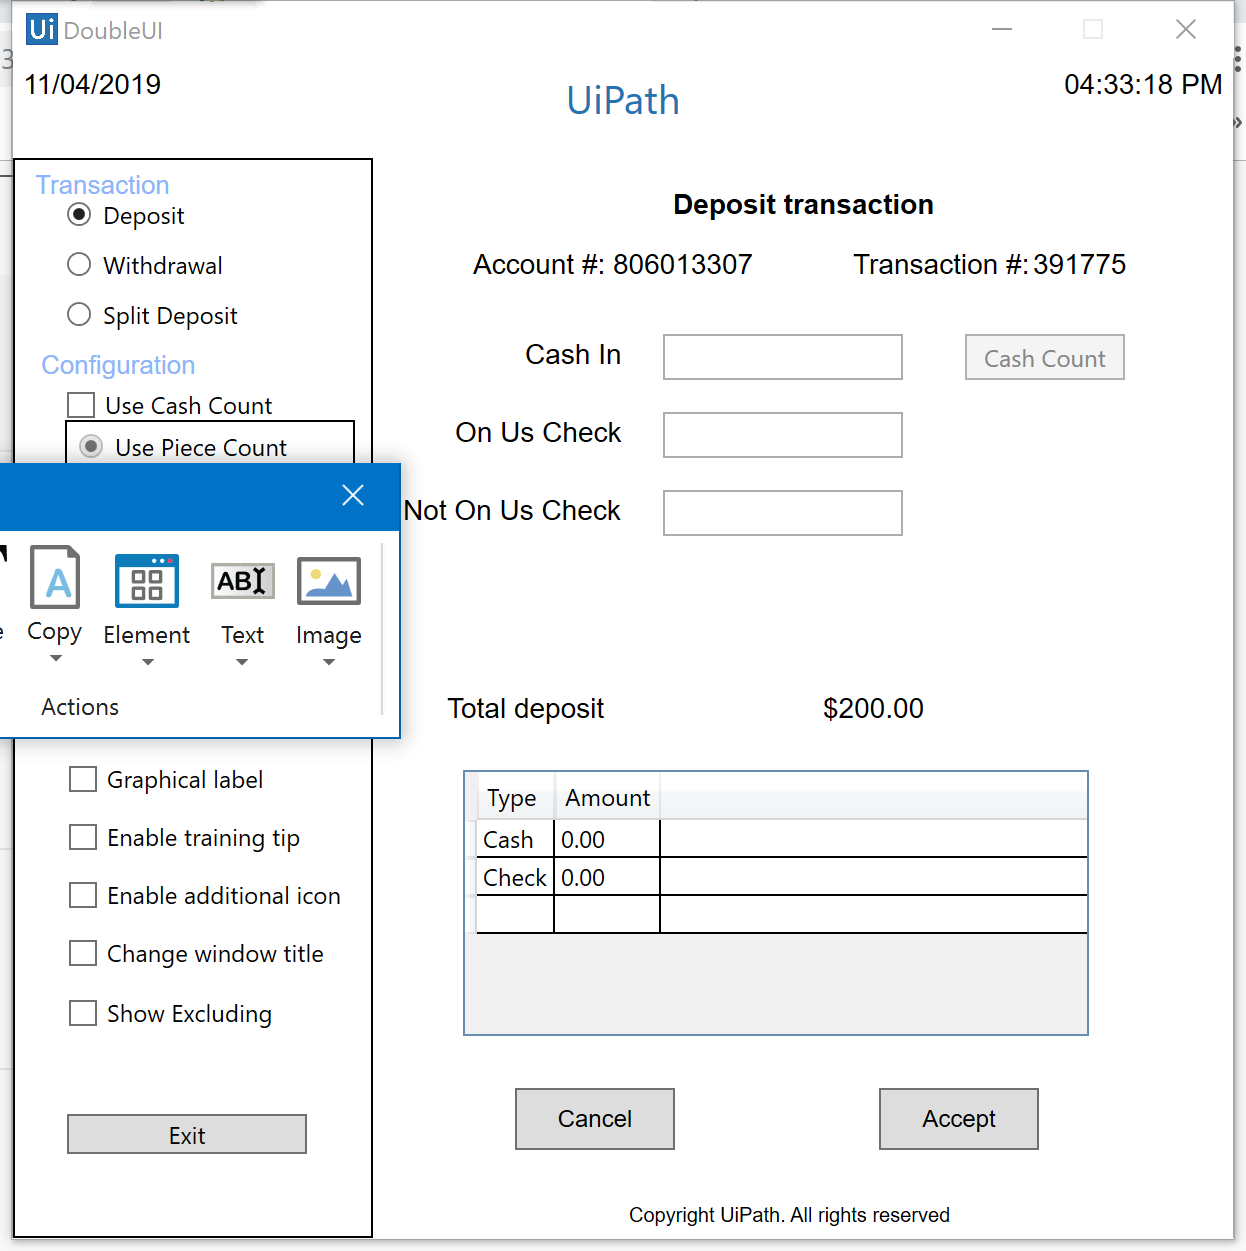 Ui DoubleUI
11/04/2019
UiPath
04:33:18 PM
Transaction
Deposit
Withdrawal
Split Deposit
Configuration
Use Cash Count
Use Piece Count
Copy
Element
ABI
Text
Image
Actions
Graphical label
Enable training tip
Enable additional icon
Change window title
Show Excluding
Exit
Deposit transaction
Account #: 806013307 Transaction #: 391775
Cash In
Cash Count
On Us Check
Not On Us Check
Total deposit $200.00
Type Amount
Cash 0.00
Check 0.00
Cancel
Accept
Copyright UiPath. All rights reserved